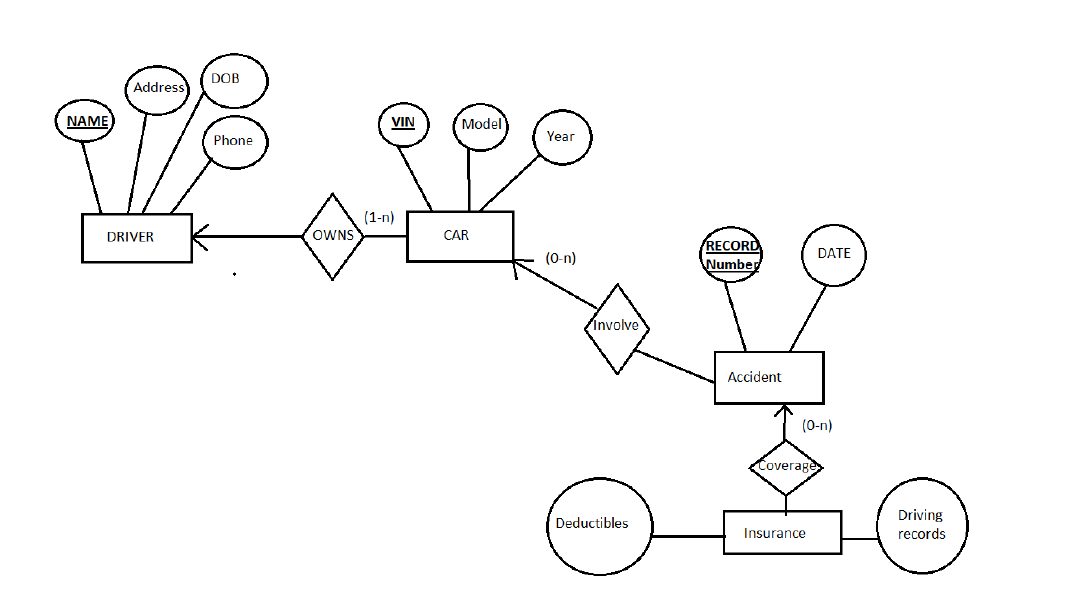 DOB
Address
NAME
Phone
VIN
Model
Year
(1-n)
DRIVER
OWNS
CAR
(0-n)
RECORD
Number
DATE
Involve
Accident
(0-n)
Coverage
Deductibles
Insurance
Driving
records